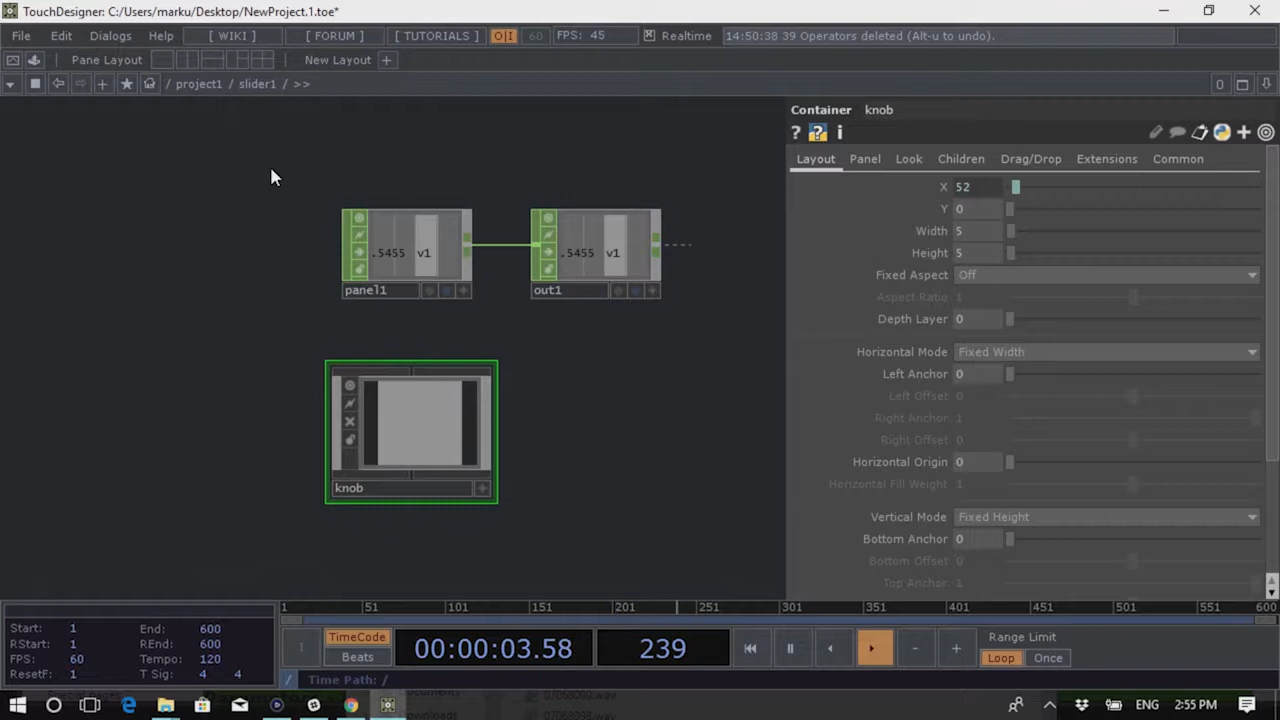 TouchDesigner: C:/Users/marku/Desktop/NewProject.1.toe*
File Edit Dialogs Help [ WIKI ] [ FORUM ] [ TUTORIALS ] O|I 60 FPS: 45 Realtime 14:50:38 39 Operators deleted (Alt-u to undo).
Pane Layout New Layout +
/ project1 / slider1 / >> 0
Container knob
? ? i
Layout Panel Look Children Drag/Drop Extensions Common
X 52
Y 0
Width 5
Height 5
Fixed Aspect Off
Aspect Ratio 1
Depth Layer 0
Horizontal Mode Fixed Width
Left Anchor 0
Left Offset 0
Right Anchor 1
Right Offset 0
Horizontal Origin 0
Horizontal Fill Weight 1
Vertical Mode Fixed Height
Bottom Anchor 0
Bottom Offset 0
Top Anchor 1
.5455 v1
panel1
.5455 v1
out1
knob
1 51 101 151 201 251 301 351 401 451 501 551 600
Start: 1 End: 600
RStart: 1 REnd: 600
FPS: 60 Tempo: 120
ResetF: 1 T Sig: 4 4
TimeCode
Beats
00:00:03.58
239
Range Limit
Loop Once
/ Time Path: /
07058098.wav
ENG 2:55 PM